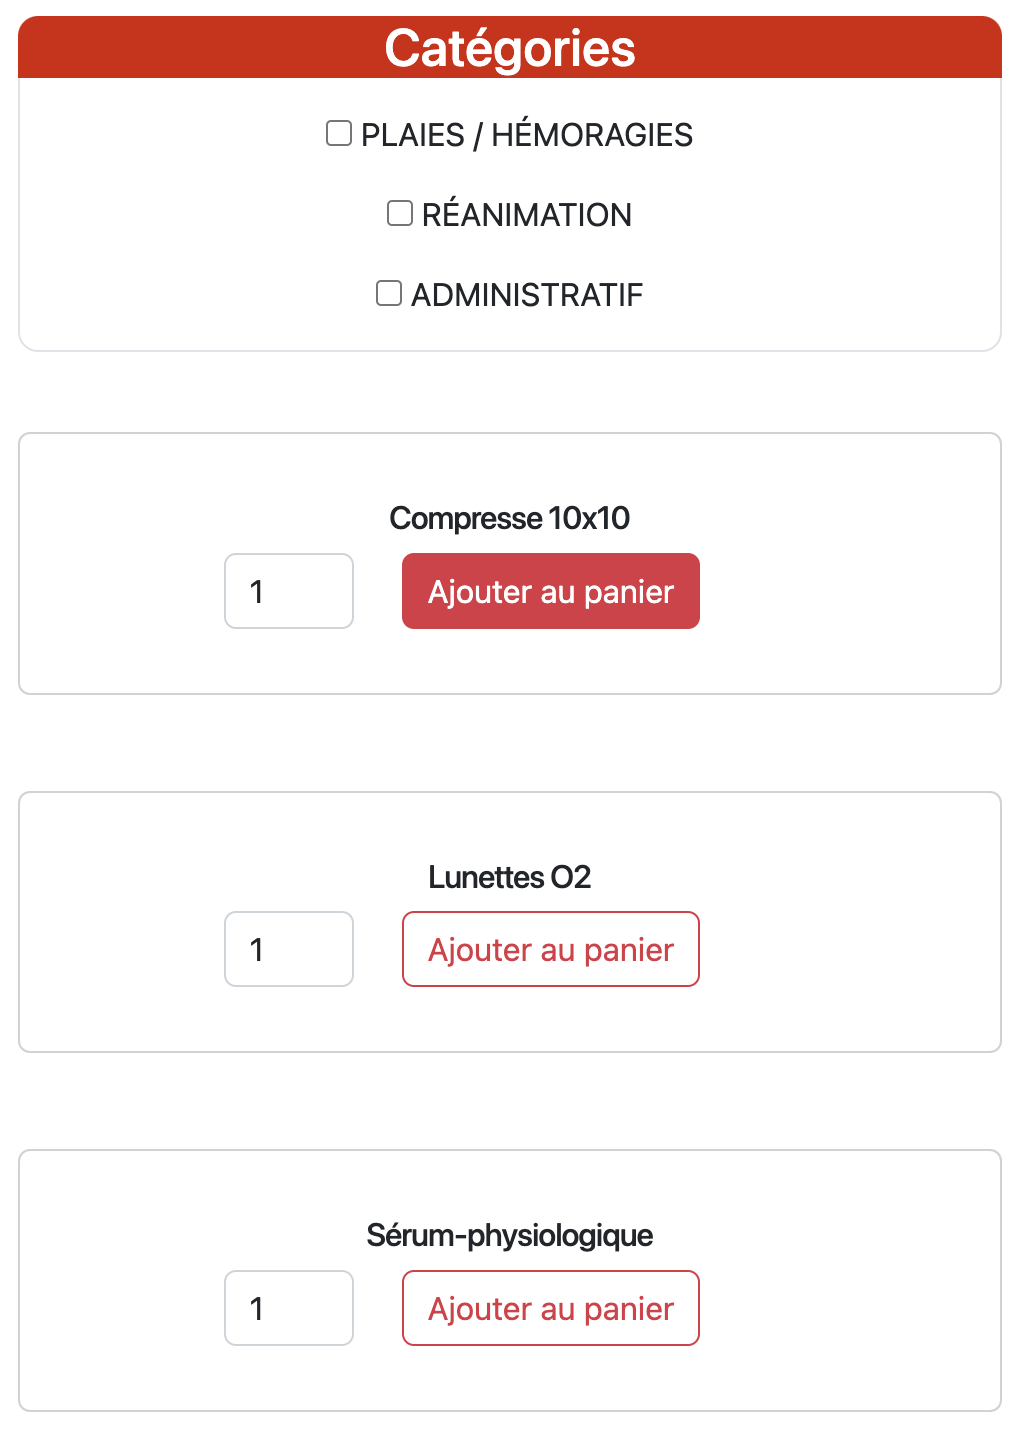 Catégories
PLAIES / HÉMORAGIES
RÉANIMATION
ADMINISTRATIF
Compresse 10x10
1 Ajouter au panier
Lunettes O2
1 Ajouter au panier
Sérum-physiologique
1 Ajouter au panier